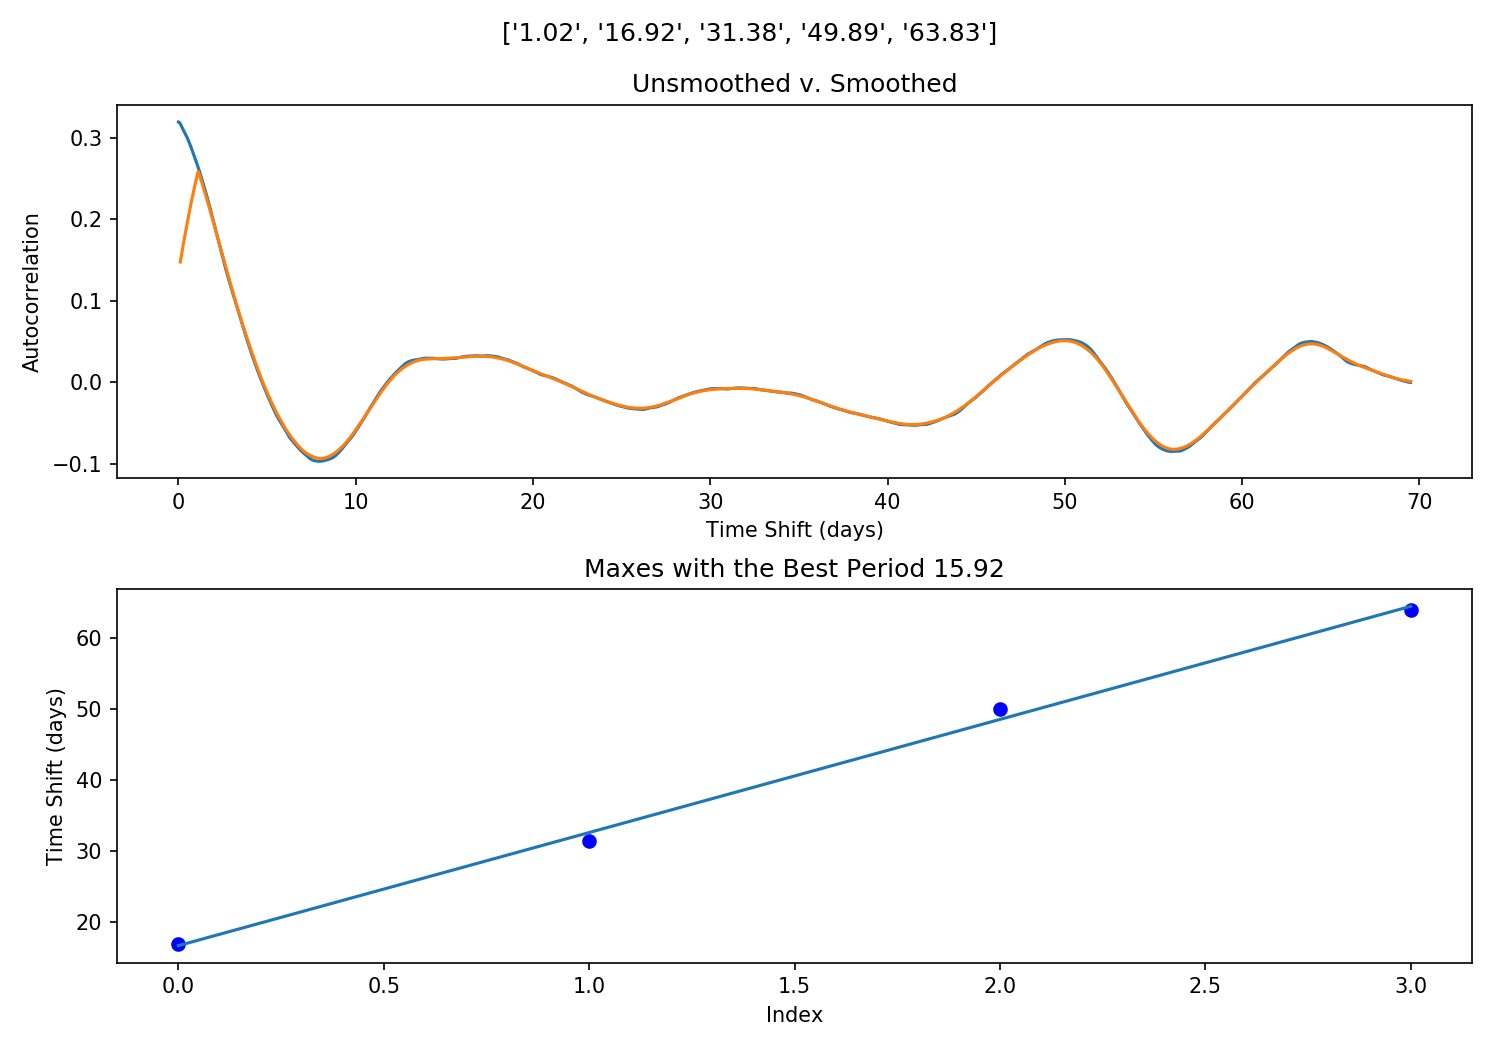 ['1.02', '16.92', '31.38', '49.89', '63.83']
Unsmoothed v. Smoothed
Autocorrelation
0.3
0.2
0.1
0.0
−0.1
0 10 20 30 40 50 60 70
Time Shift (days)
Maxes with the Best Period 15.92
Time Shift (days)
60
50
40
30
20
0.0 0.5 1.0 1.5 2.0 2.5 3.0
Index